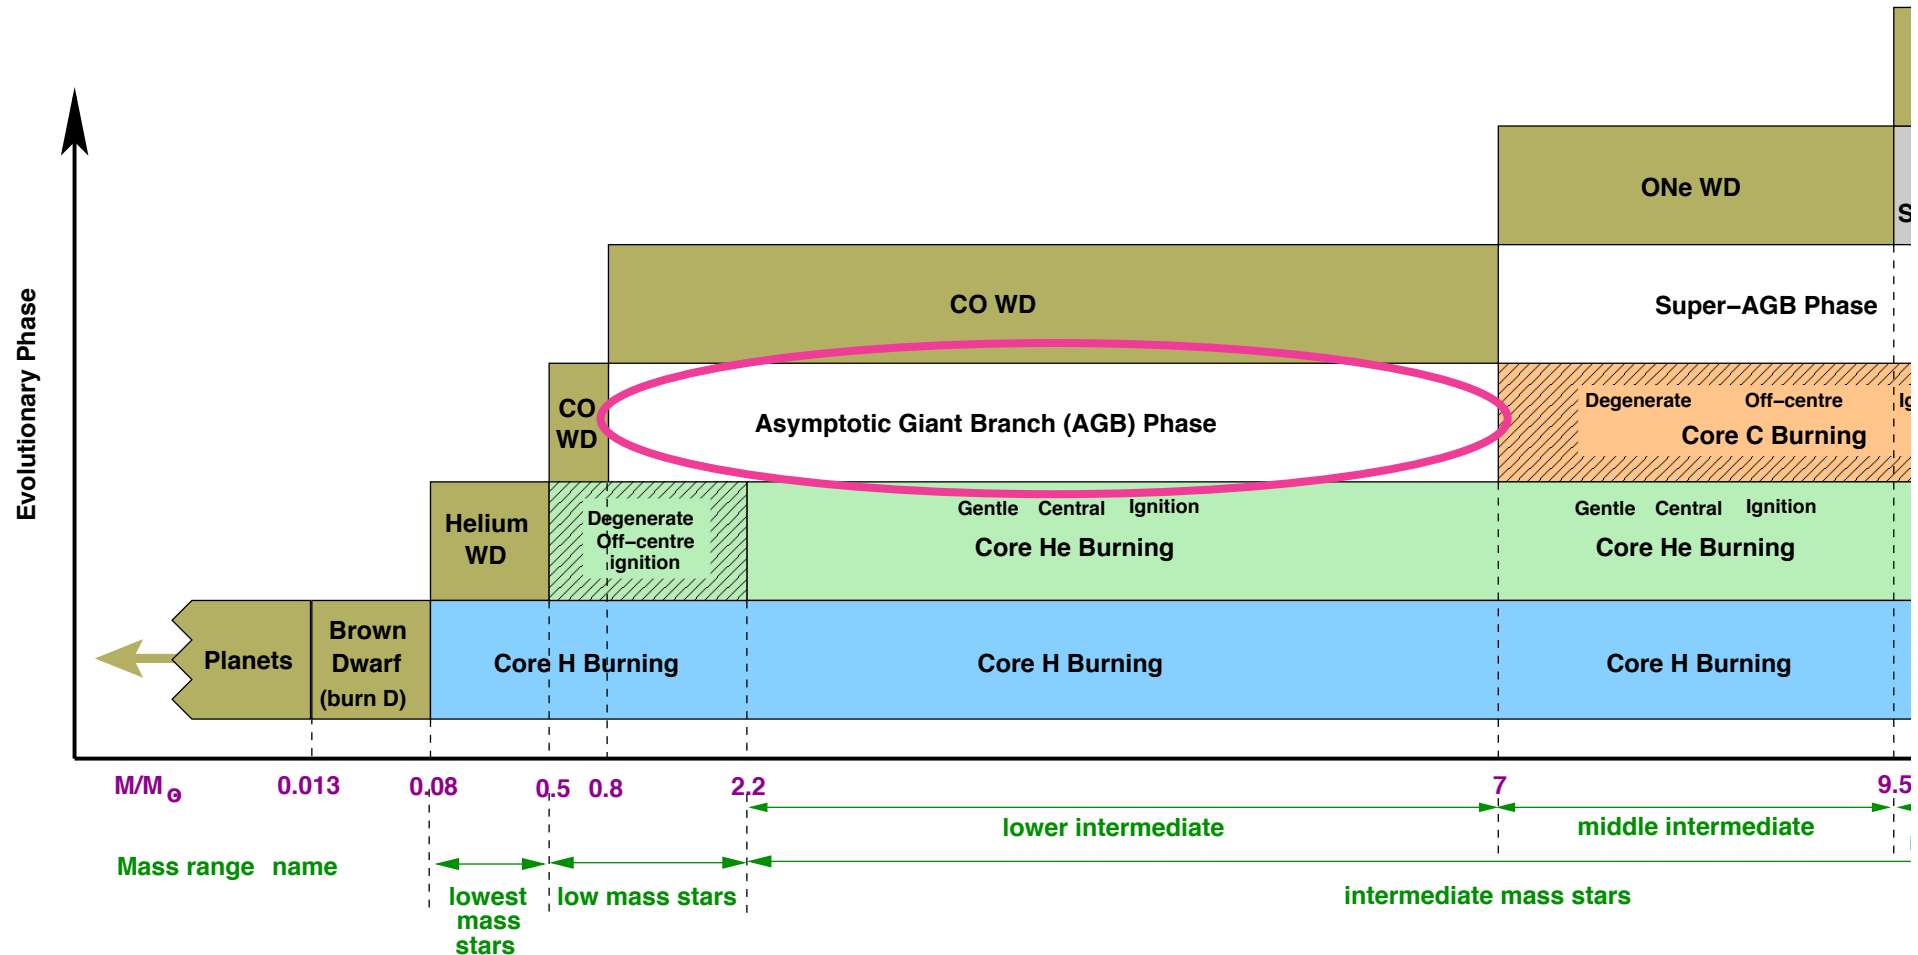 Evolutionary Phase
ONe WD
CO WD
Super–AGB Phase
CO
WD
Asymptotic Giant Branch (AGB) Phase
Degenerate Off–centre
Core C Burning
Helium
WD
Degenerate
Off–centre
ignition
Gentle Central Ignition
Core He Burning
Gentle Central Ignition
Core He Burning
Planets
Brown
Dwarf
(burn D)
Core H Burning
Core H Burning
Core H Burning
M/M☉ 0.013 0.08 0.5 0.8 2.2 7 9.5
lower intermediate
middle intermediate
Mass range name
lowest
mass
stars
low mass stars
intermediate mass stars